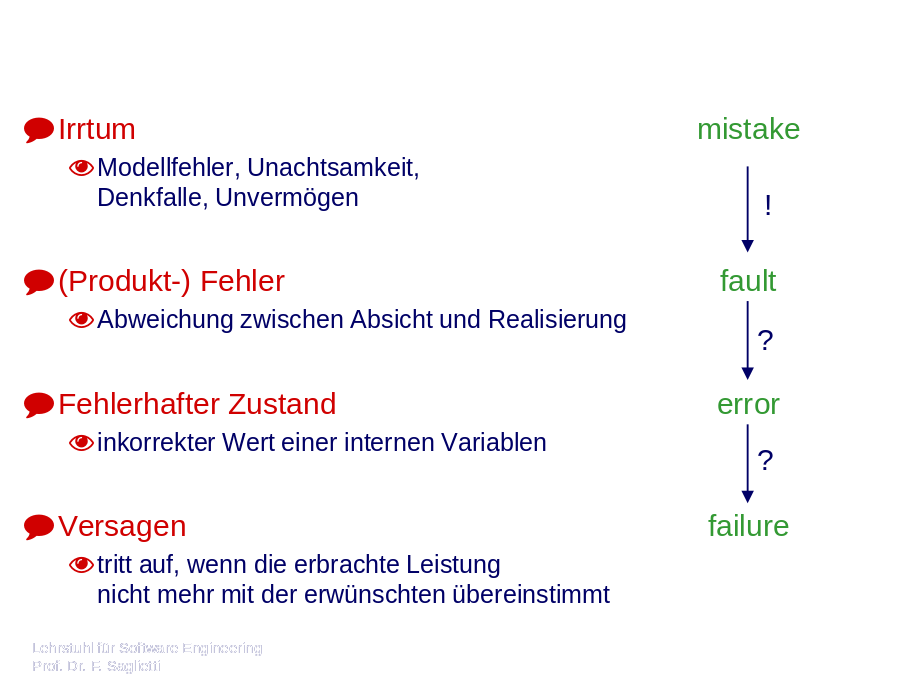 Irrtum mistake
Modellfehler, Unachtsamkeit,
Denkfalle, Unvermögen
!
(Produkt-) Fehler fault
Abweichung zwischen Absicht und Realisierung
?
Fehlerhafter Zustand error
inkorrekter Wert einer internen Variablen
?
Versagen failure
tritt auf, wenn die erbrachte Leistung
nicht mehr mit der erwünschten übereinstimmt
Lehrstuhl für Software Engineering
Prof. Dr. F. Saglietti